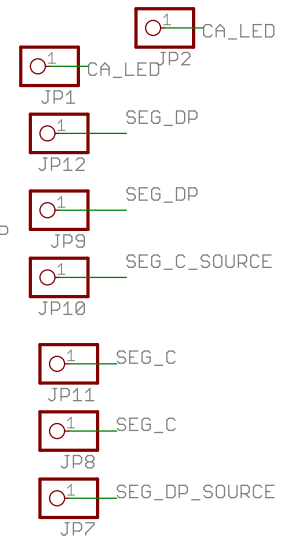 1 CA_LED
JP2
1 CA_LED
JP1
SEG_DP
1
JP12
SEG_DP
1
P
JP9
SEG_C_SOURCE
1
JP10
SEG_C
1
JP11
SEG_C
1
JP8
SEG_DP_SOURCE
1
JP7